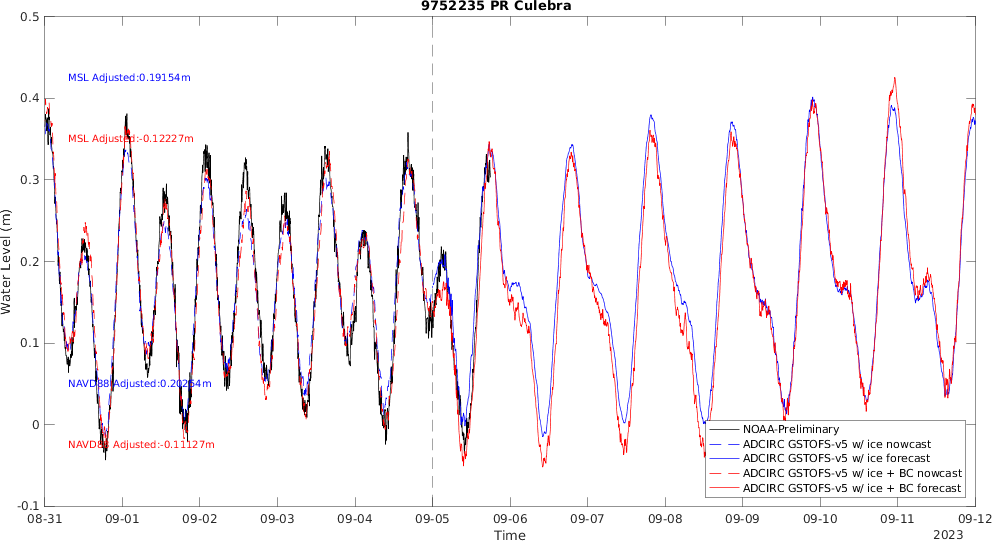 9752235 PR Culebra
0.5
MSL Adjusted:0.19154m
0.4
MSL Adjusted:-0.12227m
0.3
Water Level (m)
0.2
0.1
NAVD88 Adjusted:0.20264m
0
NAVD88 Adjusted:-0.11127m
NOAA-Preliminary
ADCIRC GSTOFS-v5 w/ ice nowcast
ADCIRC GSTOFS-v5 w/ ice forecast
ADCIRC GSTOFS-v5 w/ ice + BC nowcast
ADCIRC GSTOFS-v5 w/ ice + BC forecast
-0.1
08-31 09-01 09-02 09-03 09-04 09-05 09-06 09-07 09-08 09-09 09-10 09-11 09-12
Time
2023